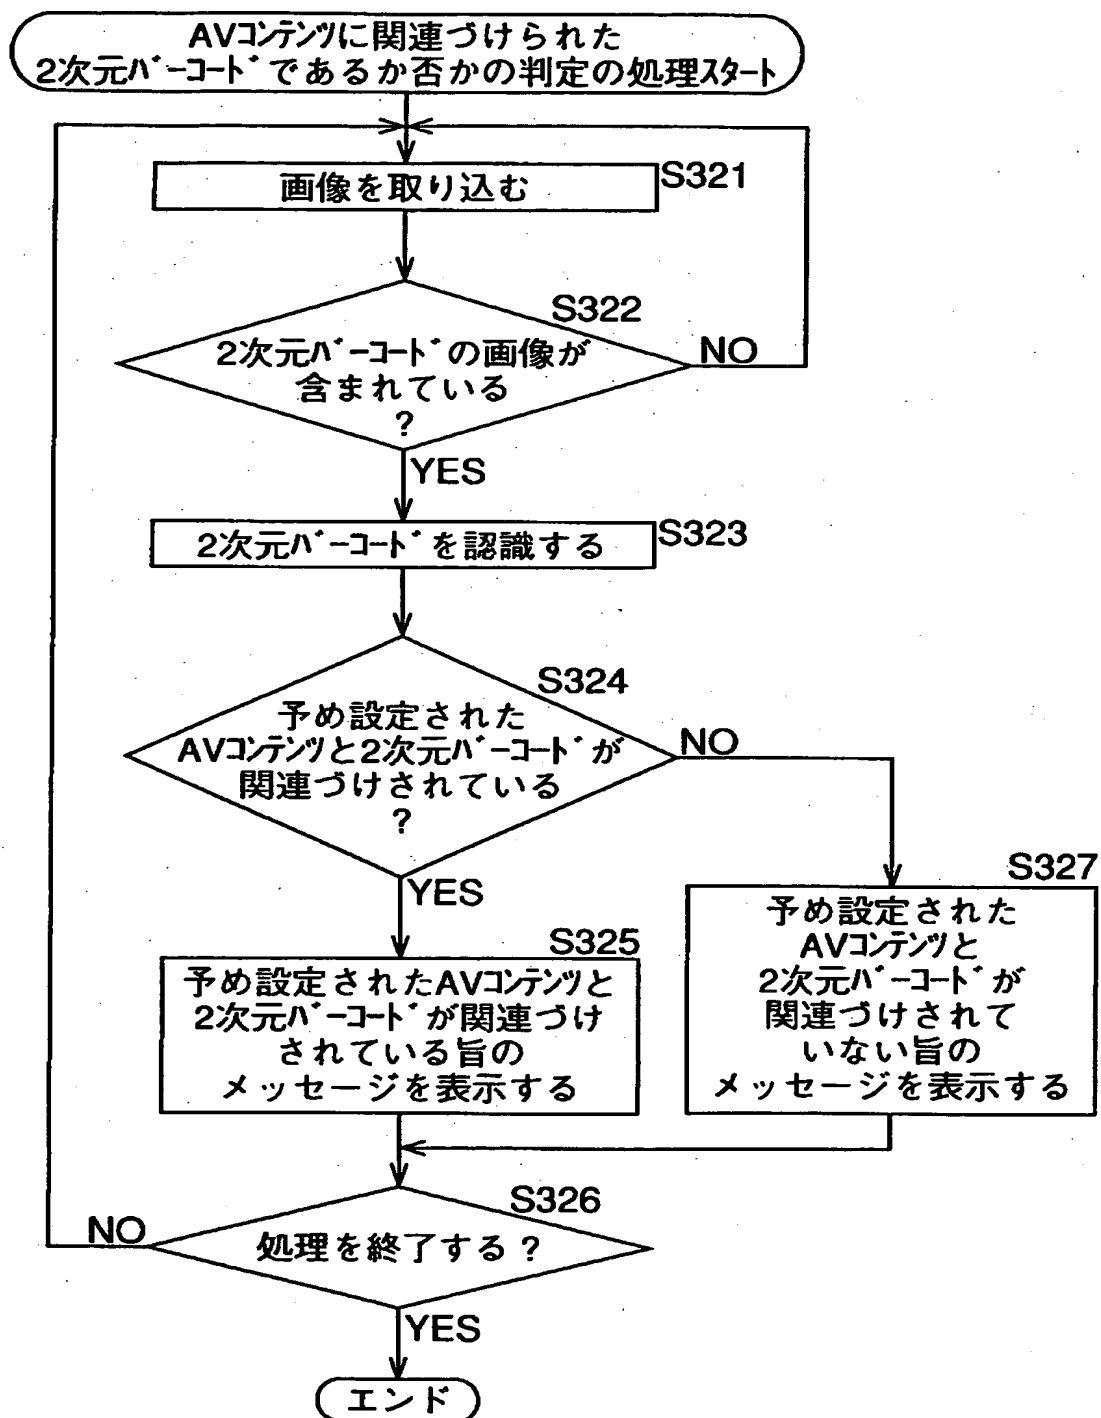 AVコンテンツに関連づけられた
2次元バーコードであるか否かの判定の処理スタート
画像を取り込む
S321
S322
2次元バーコードの画像が
含まれている
?
NO
YES
2次元バーコードを認識する
S323
S324
予め設定された
AVコンテンツと2次元バーコードが
関連づけされている
?
NO
YES
S325
予め設定されたAVコンテンツと
2次元バーコードが関連づけ
されている旨の
メッセージを表示する
S327
予め設定された
AVコンテンツと
2次元バーコードが
関連づけされて
いない旨の
メッセージを表示する
S326
処理を終了する?
NO
YES
エンド